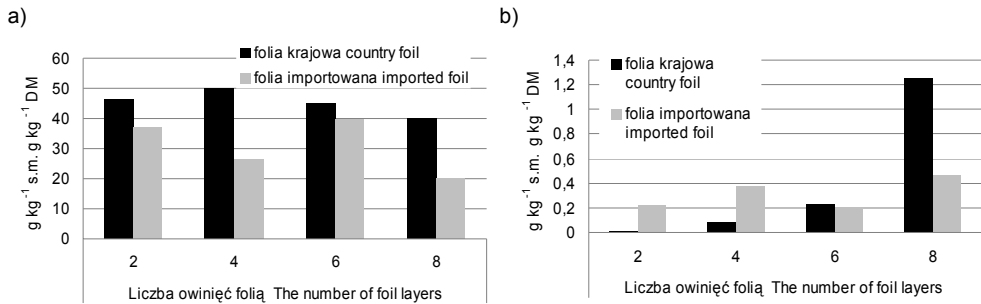 a)
folia krajowa country foil
folia importowana imported foil
g kg⁻¹ s.m. g kg⁻¹ DM
60
50
40
30
20
10
0
2 4 6 8
Liczba owinięć folią The number of foil layers
b)
folia krajowa
country foil
folia importowana
imported foil
g kg⁻¹ s.m. g kg⁻¹ DM
1,4
1,2
1
0,8
0,6
0,4
0,2
0
2 4 6 8
Liczba owinięć folią The number of foil layers